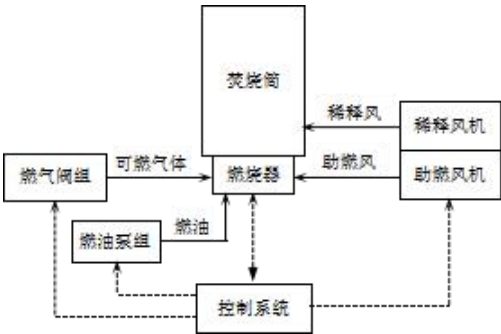 焚烧筒
稀释风
稀释风机
可燃气体
助燃风
燃气阀组
燃烧器
助燃风机
燃油
燃油泵组
控制系统